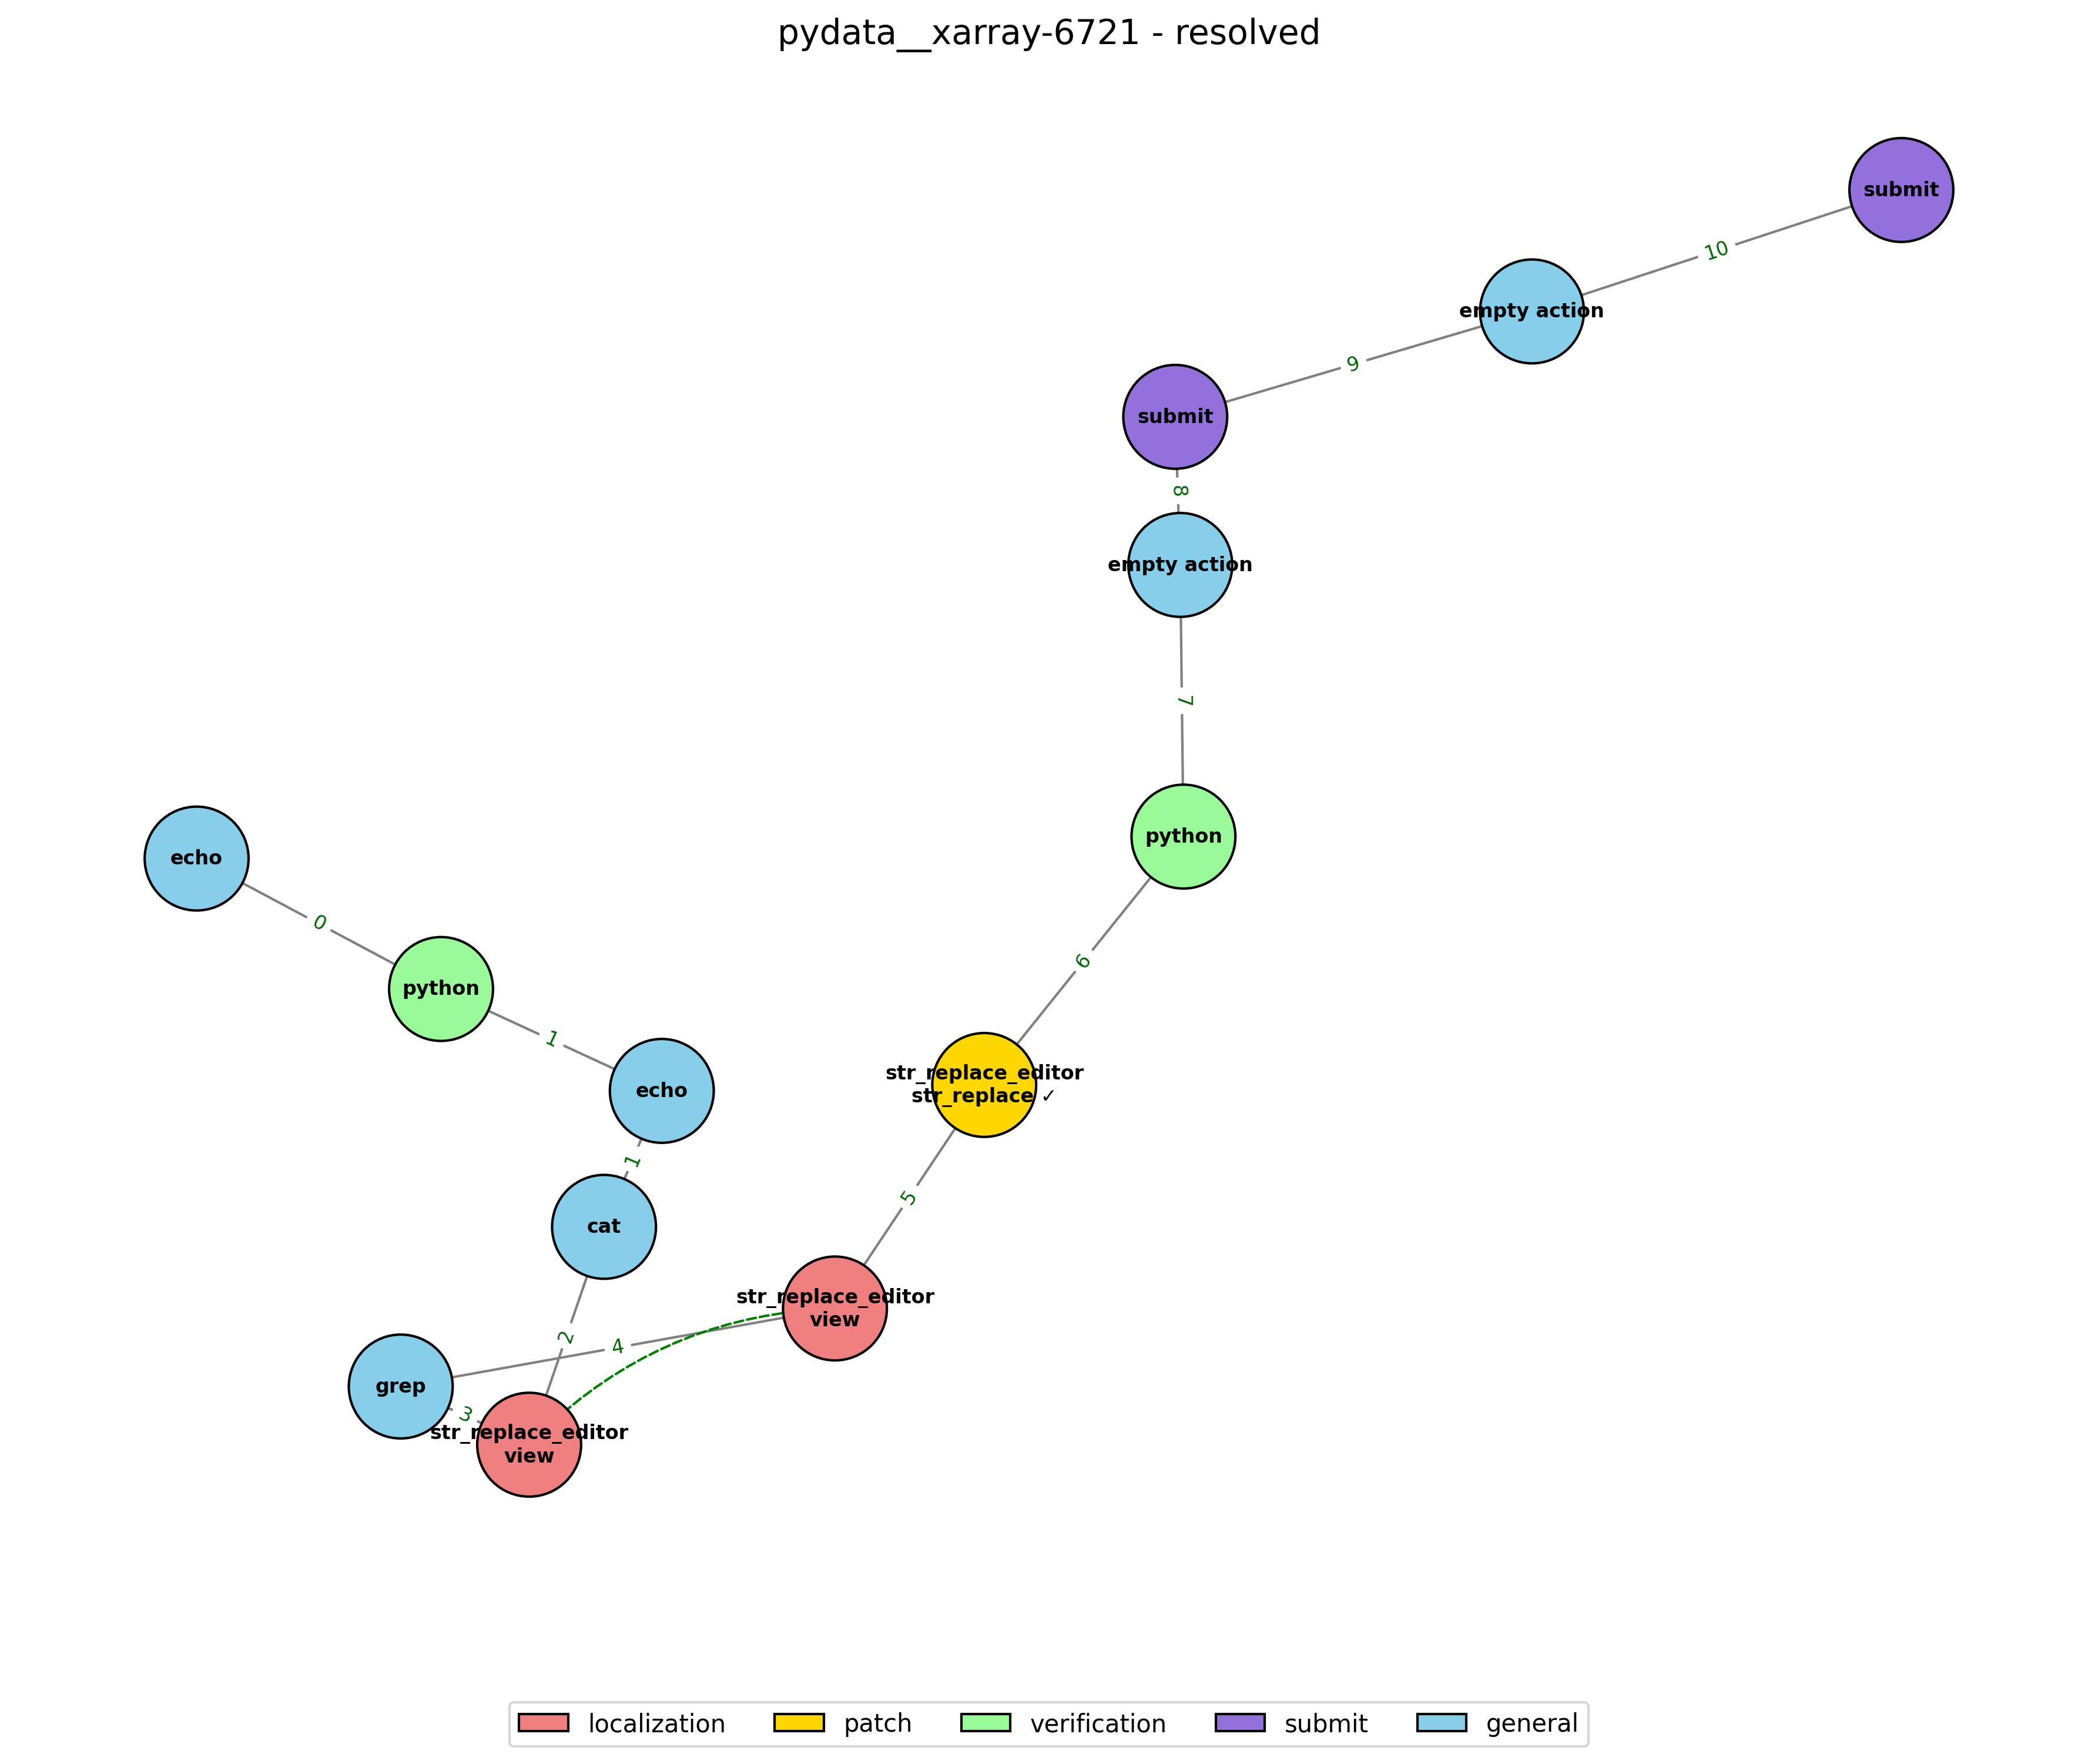 pydata__xarray-6721 - resolved
submit
10
empty action
9
submit
8
empty action
7
python
echo
0
python
6
1
echo
str_replace_editor
str_replace ✓
1
cat
5
str_replace_editor
view
2
4
grep
3
str_replace_editor
view
localization
patch
verification
submit
general